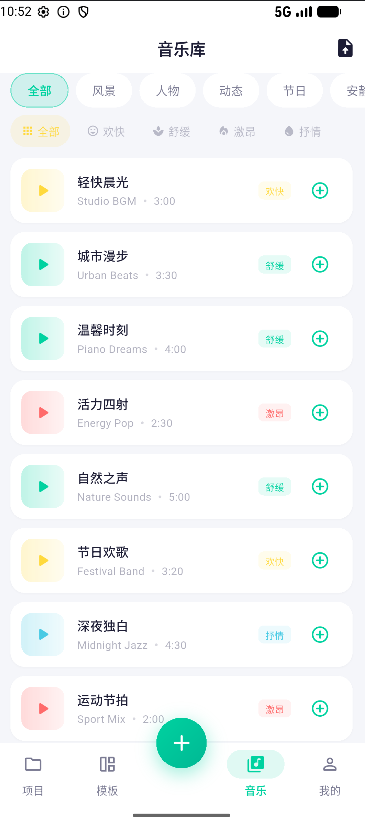 10:52 5G
音乐库
全部 风景 人物 动态 节日 安静
全部 欢快 舒缓 激昂 抒情
轻快晨光
Studio BGM • 3:00
欢快
城市漫步
Urban Beats • 3:30
舒缓
温馨时刻
Piano Dreams • 4:00
舒缓
活力四射
Energy Pop • 2:30
激昂
自然之声
Nature Sounds • 5:00
舒缓
节日欢歌
Festival Band • 3:20
欢快
深夜独白
Midnight Jazz • 4:30
抒情
运动节拍
Sport Mix • 2:00
激昂
项目 模板 音乐 我的